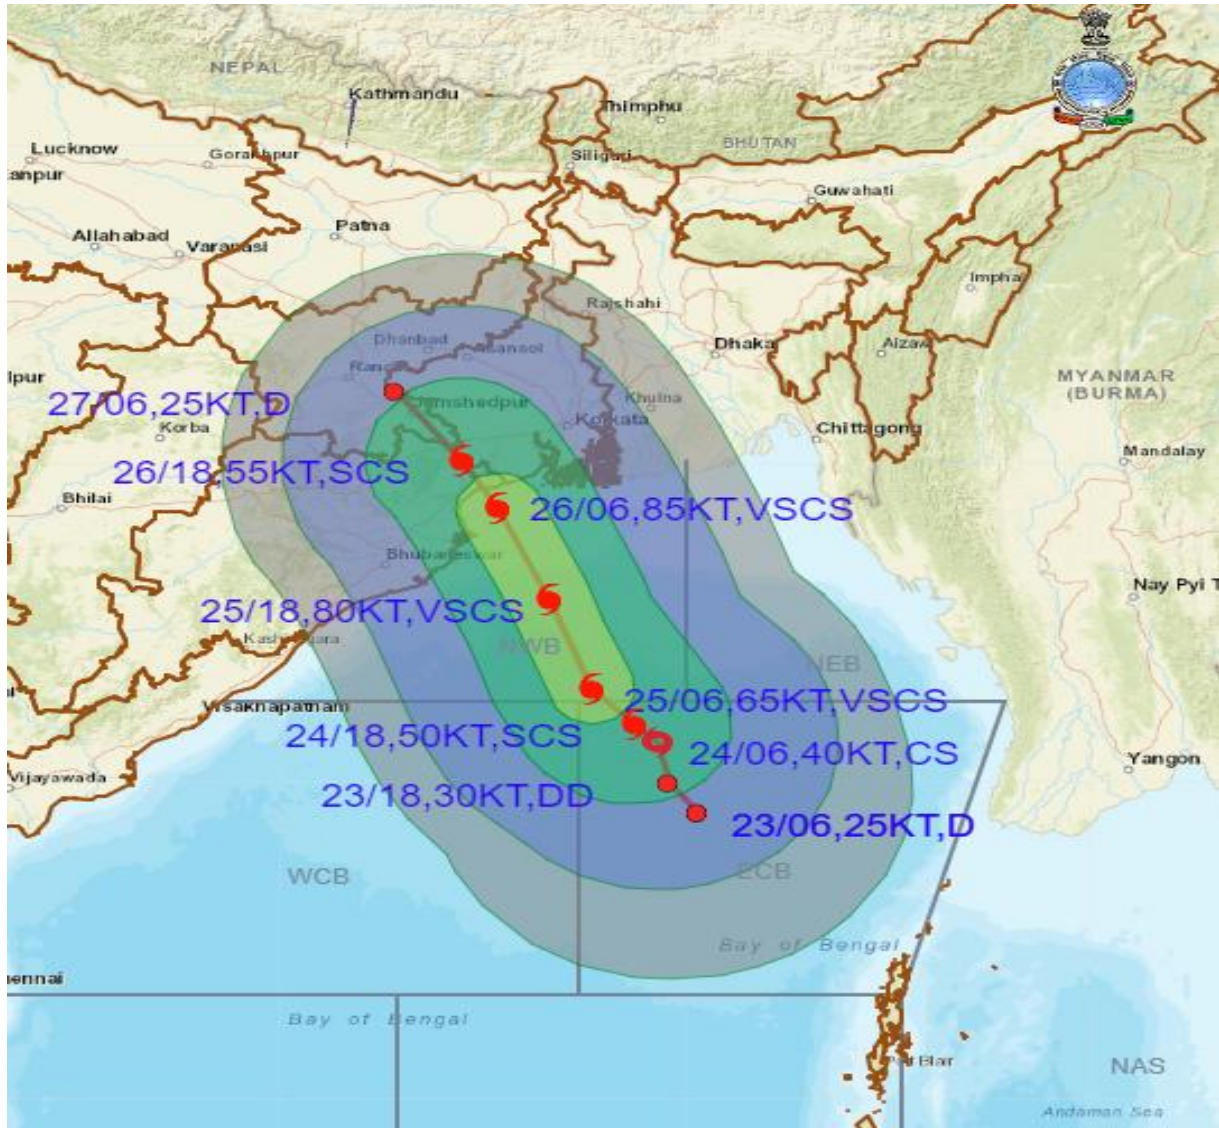 NEPAL
Kathmandu
Thimphu
BHUTAN
Lucknow
Gorakhpur
Siliguri
anpur
Guwahati
Patna
Allahabad
Varanasi
Imphal
Rajshahi
Dhanbad
Asansol
Dhaka
Aizaw
lpur
Ranchi
MYANMAR
(BURMA)
27/06,25KT,D
Jamshedpur
Khulna
Korba
Kolkata
Chittagong
Mandalay
26/18,55KT,SCS
Bhilai
26/06,85KT,VSCS
Bhubaneswar
Nay Pyi T
25/18,80KT,VSCS
NWB
NEB
25/06,65KT,VSCS
Visakhapatnam
24/18,50KT,SCS
24/06,40KT,CS
Yangon
Vijayawada
23/18,30KT,DD
23/06,25KT,D
WCB
ECB
Bay of Bengal
hennai
Bay of Bengal
Port Blair
NAS
Andaman Sea